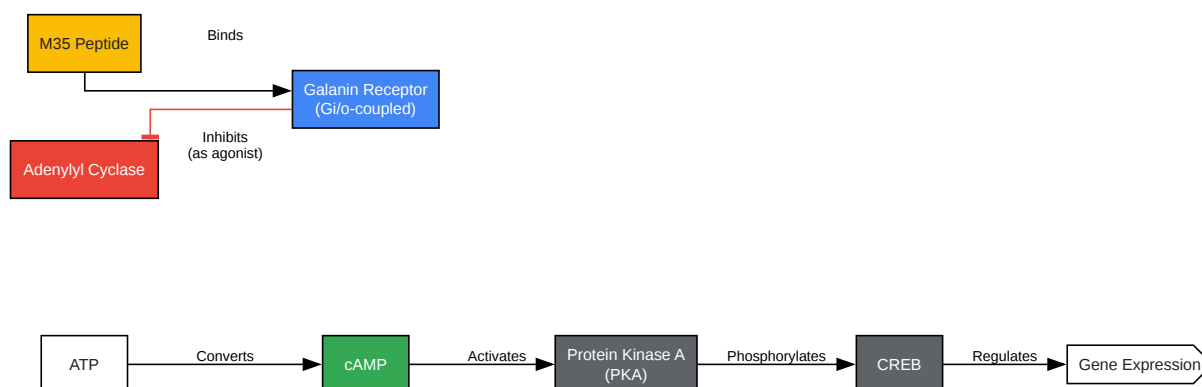 M35 Peptide
Binds
Galanin Receptor
(Gi/o-coupled)
Inhibits
(as agonist)
Adenylyl Cyclase
ATP
Converts
cAMP
Activates
Protein Kinase A
(PKA)
Phosphorylates
CREB
Regulates
Gene Expression